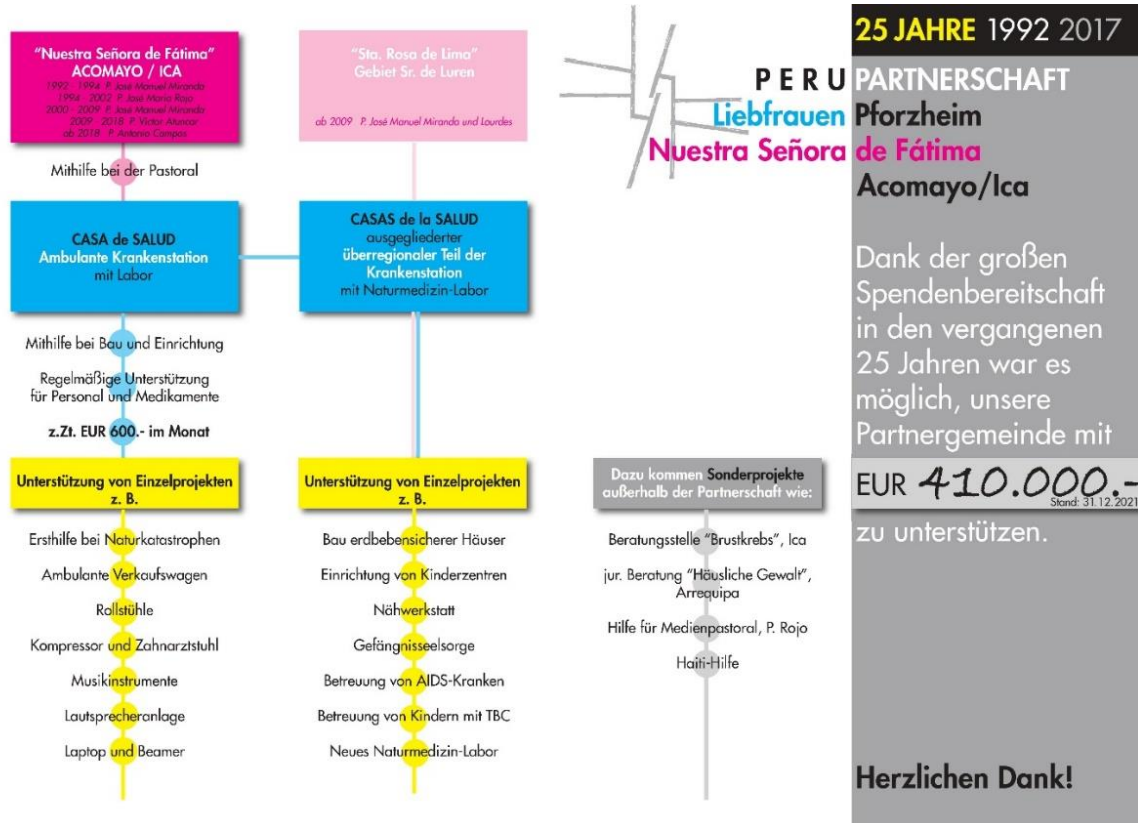 "Nuestra Señora de Fátima"
ACOMAYO / ICA
1992 - 1994 P. José Manuel Miranda
1994 - 2002 P. José María Rojo
2000 - 2009 P. José Manuel Miranda
2009 - 2018 P. Víctor Atuncar
ab 2018 P. Antonio Campos
Mithilfe bei der Pastoral
CASA de SALUD
Ambulante Krankenstation
mit Labor
Mithilfe bei Bau und Einrichtung
Regelmäßige Unterstützung
für Personal und Medikamente
z.Zt. EUR 600.- im Monat
Unterstützung von Einzelprojekten
z. B.
Ersthilfe bei Naturkatastrophen
Ambulante Verkaufswagen
Rollstühle
Kompressor und Zahnarztstuhl
Musikinstrumente
Lautsprecheranlage
Laptop und Beamer
"Sta. Rosa de Lima"
Gebiet Sr. de Luren
ab 2009 P. José Manuel Miranda und Lourdes
CASAS de la SALUD
ausgegliederter
überregionaler Teil der
Krankenstation
mit Naturmedizin-Labor
Unterstützung von Einzelprojekten
z. B.
Bau erdbebensicherer Häuser
Einrichtung von Kinderzentren
Nähwerkstatt
Gefängnisseelsorge
Betreuung von AIDS-Kranken
Betreuung von Kindern mit TBC
Neues Naturmedizin-Labor
Dazu kommen Sonderprojekte
außerhalb der Partnerschaft wie:
Beratungsstelle "Brustkrebs", Ica
jur. Beratung "Häusliche Gewalt",
Arrequipa
Hilfe für Medienpastoral, P. Rojo
Haiti-Hilfe
25 JAHRE 1992 2017
PERU PARTNERSCHAFT
Liebfrauen Pforzheim
Nuestra Señora de Fátima
Acomayo/Ica
Dank der großen
Spendenbereitschaft
in den vergangenen
25 Jahren war es
möglich, unsere
Partnergemeinde mit
EUR 410.000.-
Stand: 31.12.2021
zu unterstützen.
Herzlichen Dank!